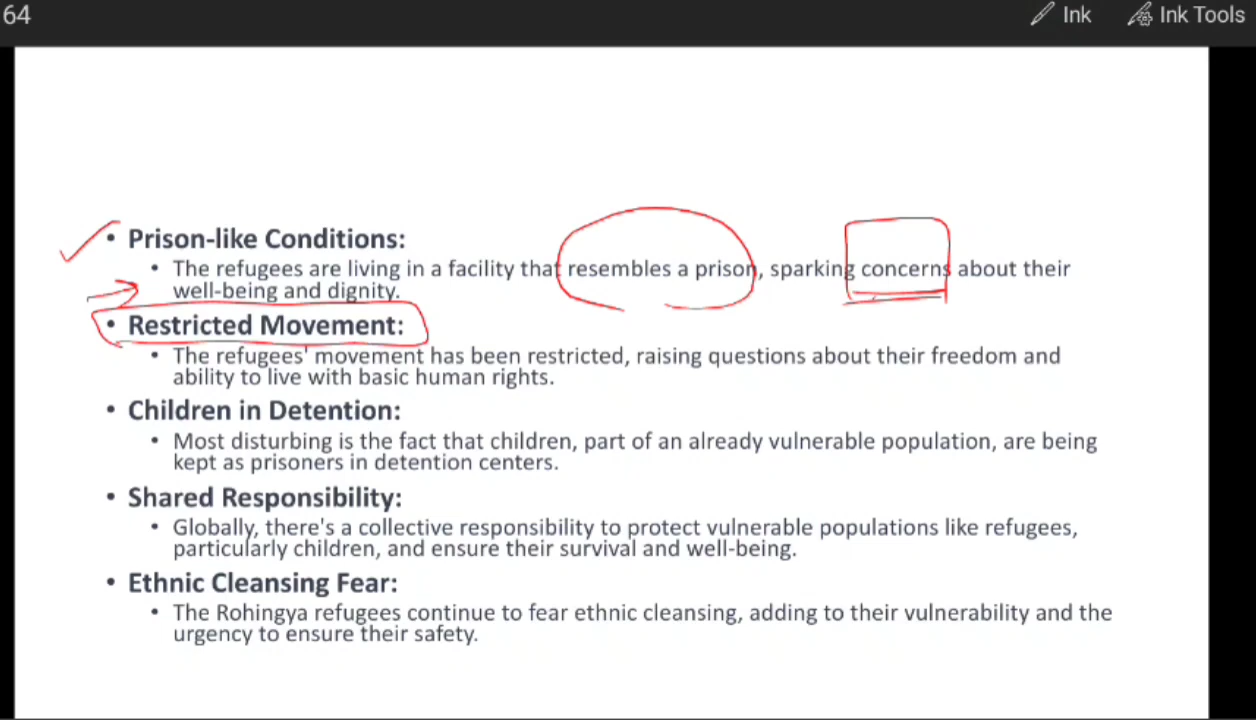 64
Ink
Ink Tools
• Prison-like Conditions:
• The refugees are living in a facility that resembles a prison, sparking concerns about their
well-being and dignity.
• Restricted Movement:
• The refugees' movement has been restricted, raising questions about their freedom and
ability to live with basic human rights.
• Children in Detention:
• Most disturbing is the fact that children, part of an already vulnerable population, are being
kept as prisoners in detention centers.
• Shared Responsibility:
• Globally, there's a collective responsibility to protect vulnerable populations like refugees,
particularly children, and ensure their survival and well-being.
• Ethnic Cleansing Fear:
• The Rohingya refugees continue to fear ethnic cleansing, adding to their vulnerability and the
urgency to ensure their safety.